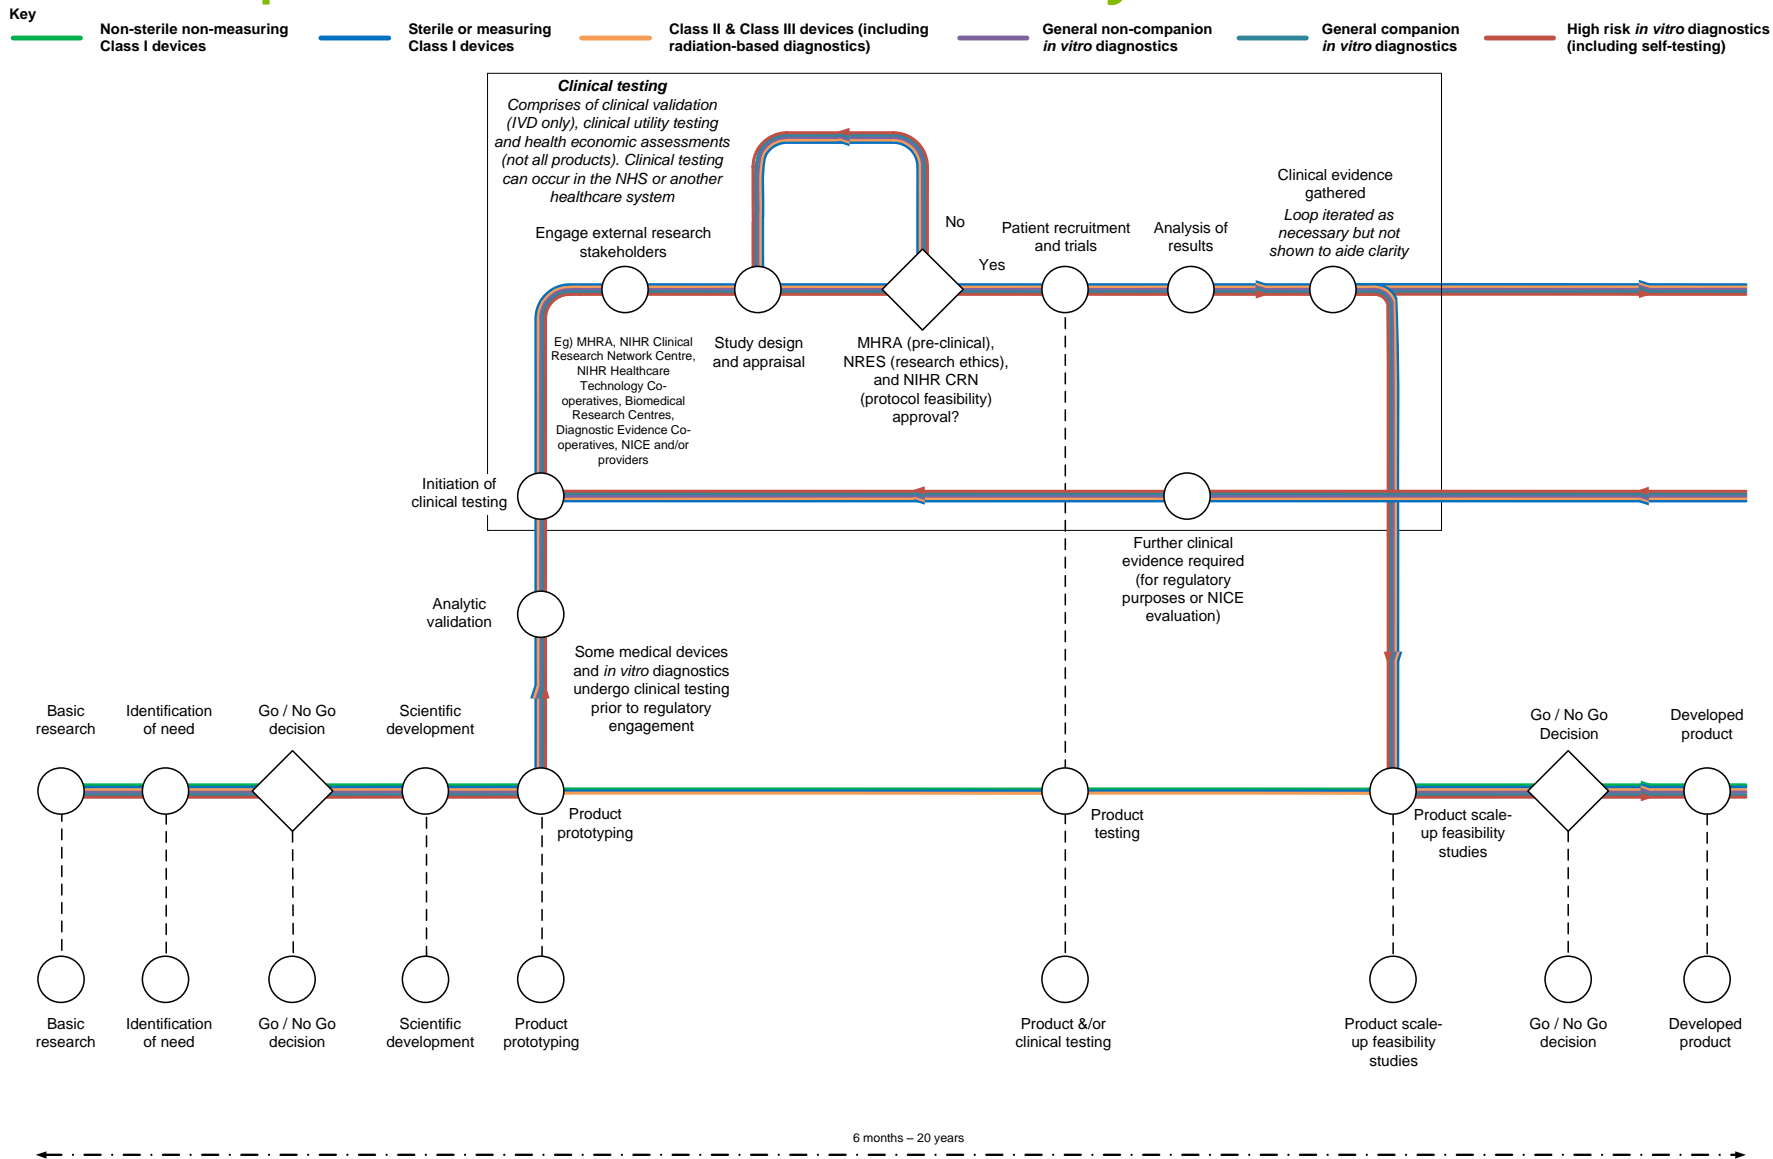 Key
Non-sterile non-measuring
Class I devices
Sterile or measuring
Class I devices
Class II & Class III devices (including
radiation-based diagnostics)
General non-companion
in vitro diagnostics
General companion
in vitro diagnostics
High risk in vitro diagnostics
(including self-testing)
Clinical testing
Comprises of clinical validation
(IVD only), clinical utility testing
and health economic assessments
(not all products). Clinical testing
can occur in the NHS or another
healthcare system
Engage external research
stakeholders
No
Yes
Patient recruitment
and trials
Analysis of
results
Clinical evidence
gathered
Loop iterated as
necessary but not
shown to aide clarity
Eg) MHRA, NIHR Clinical
Research Network Centre,
NIHR Healthcare
Technology Co-
operatives, Biomedical
Research Centres,
Diagnostic Evidence Co-
operatives, NICE and/or
providers
Study design
and appraisal
MHRA (pre-clinical),
NRES (research ethics),
and NIHR CRN
(protocol feasibility)
approval?
Initiation of
clinical testing
Further clinical
evidence required
(for regulatory
purposes or NICE
evaluation)
Analytic
validation
Some medical devices
and in vitro diagnostics
undergo clinical testing
prior to regulatory
engagement
Basic
research
Identification
of need
Go / No Go
decision
Scientific
development
Go / No Go
Decision
Developed
product
Product
prototyping
Product
testing
Product scale-
up feasibility
studies
Basic
research
Identification
of need
Go / No Go
decision
Scientific
development
Product
prototyping
Product &/or
clinical testing
Product scale-
up feasibility
studies
Go / No Go
decision
Developed
product
6 months – 20 years